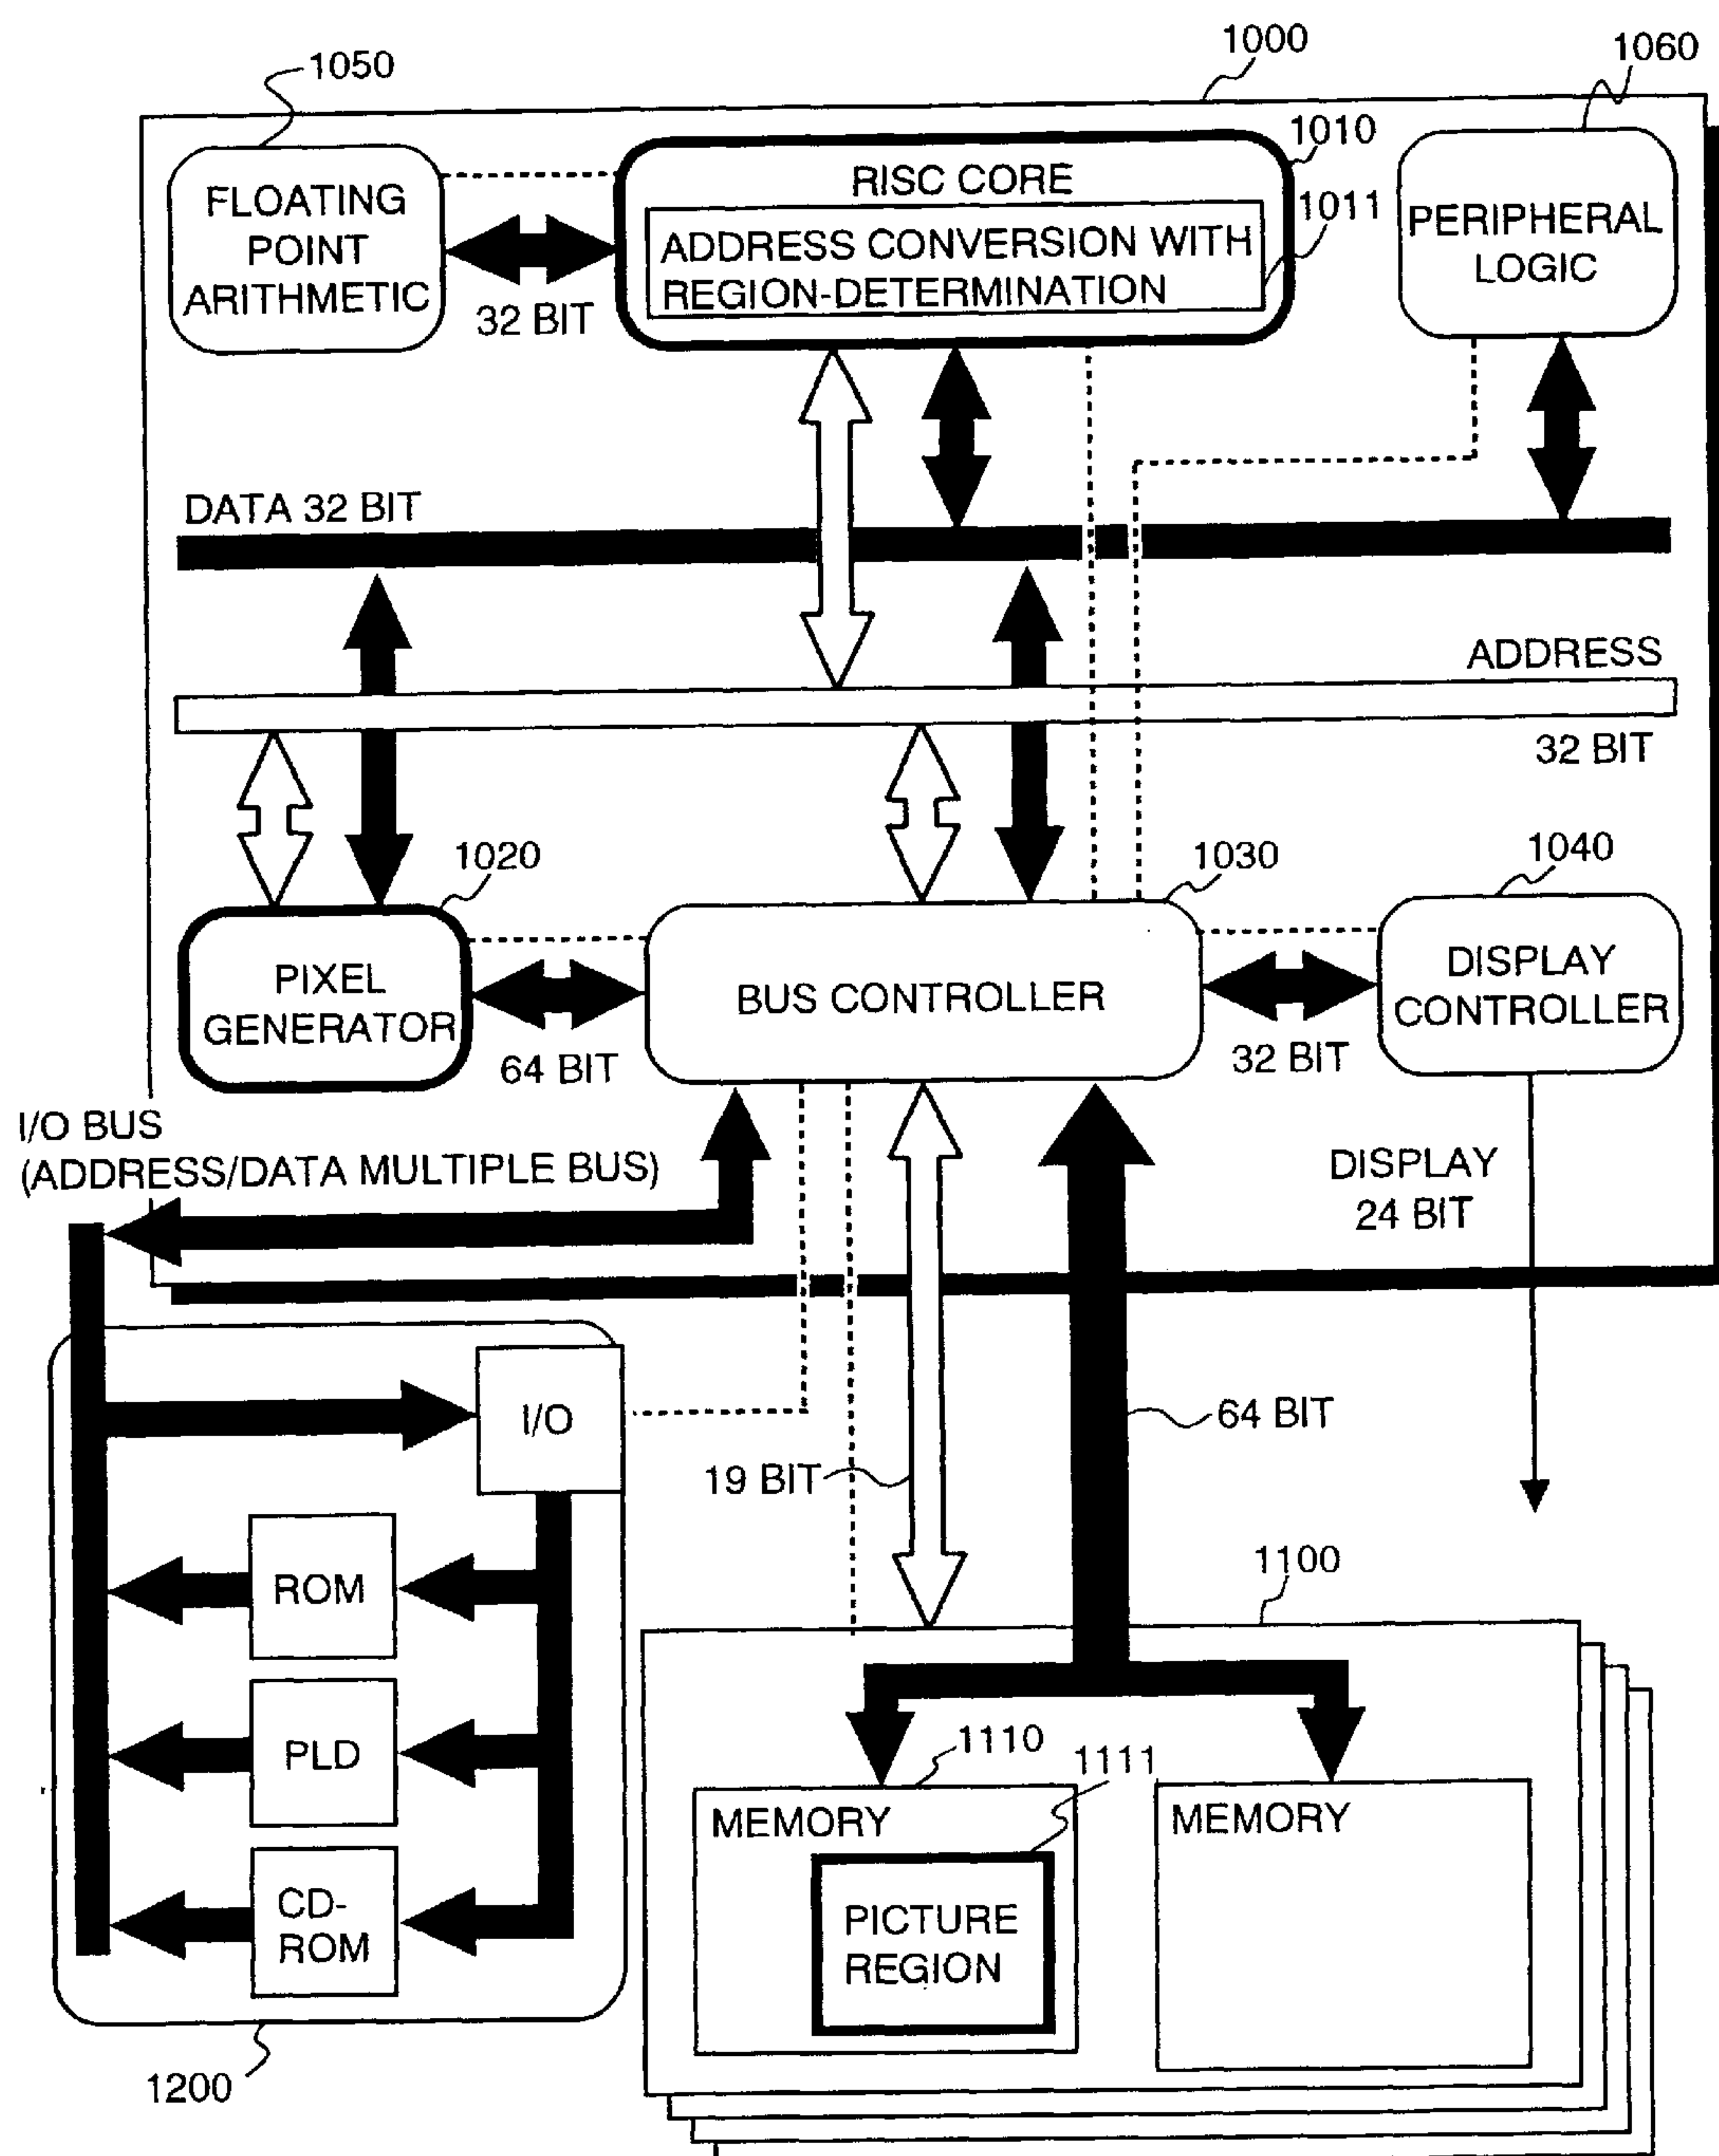 1050
1000
1060
1010
FLOATING
POINT
ARITHMETIC
RISC CORE
1011
ADDRESS CONVERSION WITH
REGION-DETERMINATION
PERIPHERAL
LOGIC
32 BIT
DATA 32 BIT
ADDRESS
32 BIT
1020
1030
1040
PIXEL
GENERATOR
BUS CONTROLLER
DISPLAY
CONTROLLER
64 BIT
32 BIT
I/O BUS
(ADDRESS/DATA MULTIPLE BUS)
DISPLAY
24 BIT
I/O
64 BIT
19 BIT
ROM
1100
PLD
1110
1111
MEMORY
MEMORY
CD-
ROM
PICTURE
REGION
1200